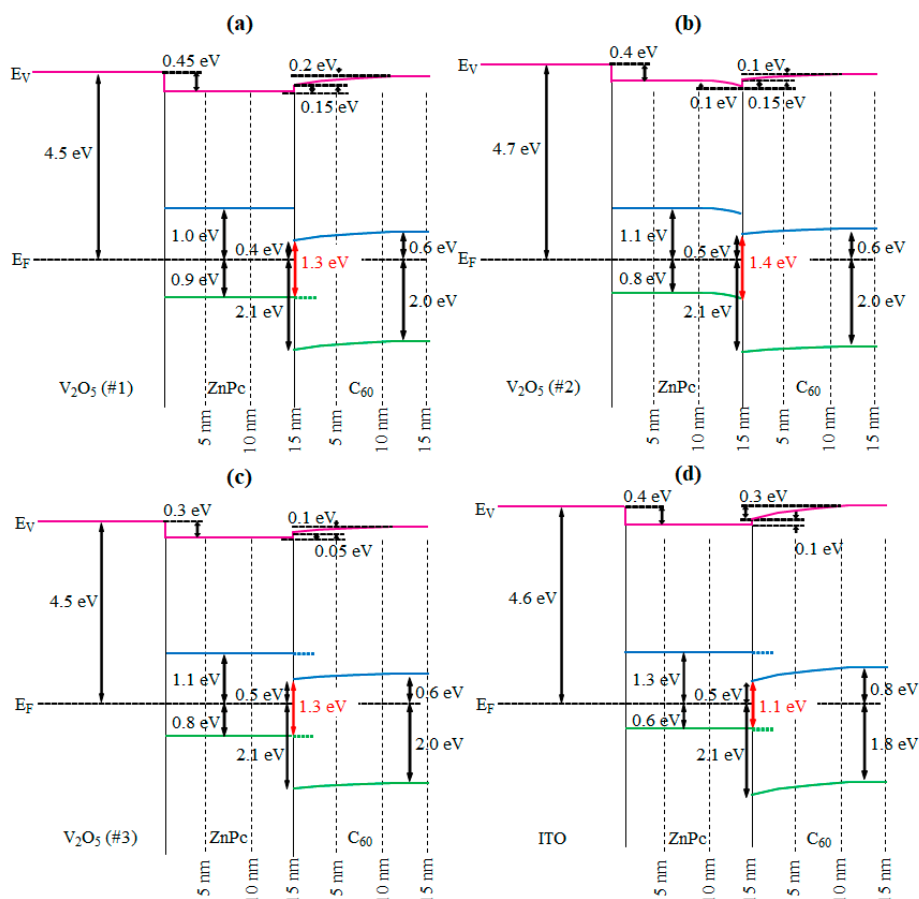 (a)
0.45 eV
0.2 eV
E_V
0.15 eV
4.5 eV
1.0 eV
0.4 eV
0.6 eV
E_F
1.3 eV
0.9 eV
2.1 eV
2.0 eV
V₂O₅ (#1)
ZnPc
C₆₀
5 nm
10 nm
15 nm
5 nm
10 nm
15 nm
(b)
0.4 eV
0.1 eV
E_V
0.1 eV
0.15 eV
4.7 eV
1.1 eV
0.5 eV
0.6 eV
E_F
1.4 eV
0.8 eV
2.1 eV
2.0 eV
V₂O₅ (#2)
ZnPc
C₆₀
5 nm
10 nm
15 nm
5 nm
10 nm
15 nm
(c)
0.3 eV
0.1 eV
E_V
0.05 eV
4.5 eV
1.1 eV
0.5 eV
0.6 eV
E_F
1.3 eV
0.8 eV
2.1 eV
2.0 eV
V₂O₅ (#3)
ZnPc
C₆₀
5 nm
10 nm
15 nm
5 nm
10 nm
15 nm
(d)
0.4 eV
0.3 eV
E_V
0.1 eV
4.6 eV
1.3 eV
0.5 eV
0.8 eV
E_F
1.1 eV
0.6 eV
2.1 eV
1.8 eV
ITO
ZnPc
C₆₀
5 nm
10 nm
15 nm
5 nm
10 nm
15 nm